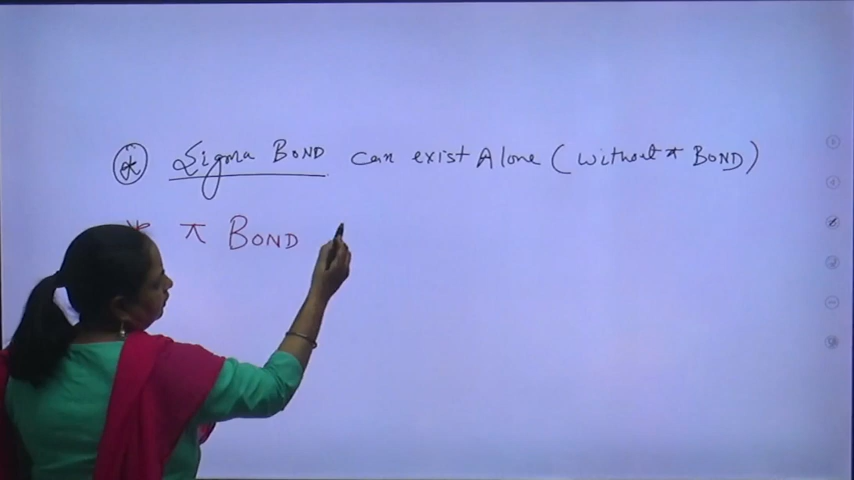 * Sigma BOND can exist Alone (without π BOND)
* π BOND